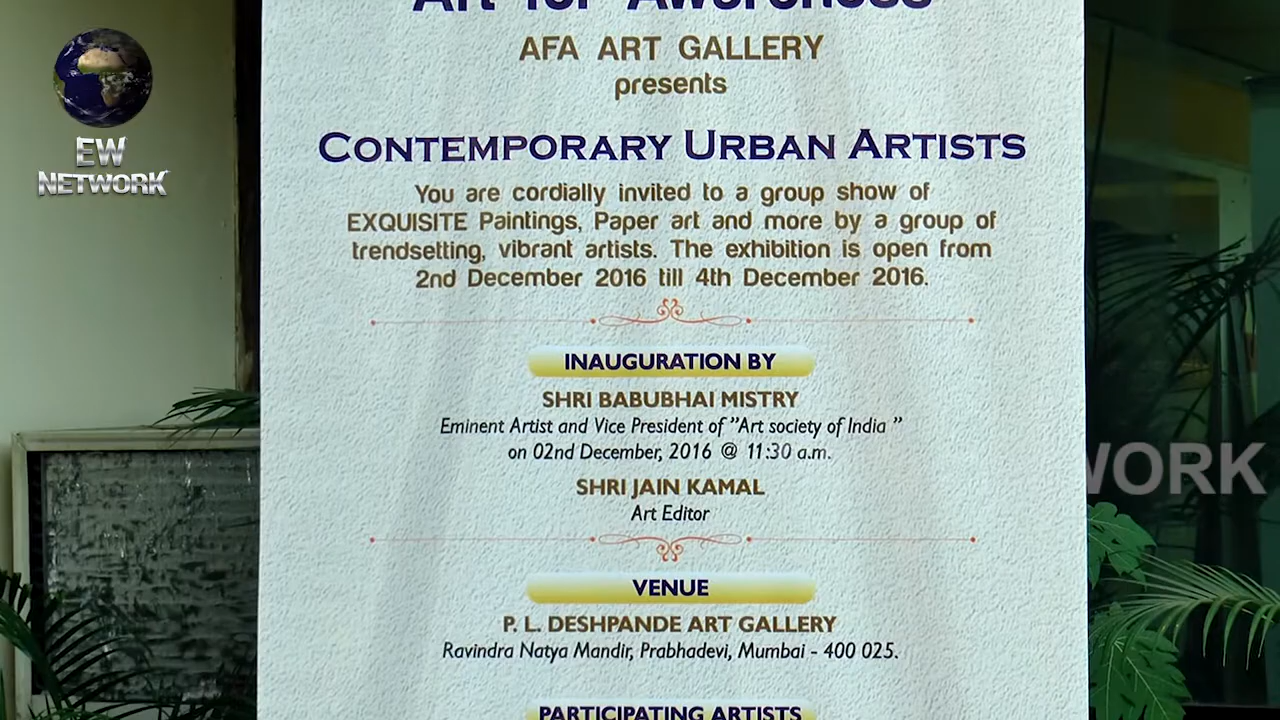 Art for Awareness
AFA ART GALLERY
presents
CONTEMPORARY URBAN ARTISTS
You are cordially invited to a group show of
EXQUISITE Paintings, Paper art and more by a group of
trendsetting, vibrant artists. The exhibition is open from
2nd December 2016 till 4th December 2016.
INAUGURATION BY
SHRI BABUBHAI MISTRY
Eminent Artist and Vice President of ”Art society of India ”
on 02nd December, 2016 @ 11:30 a.m.
SHRI JAIN KAMAL
Art Editor
VENUE
P. L. DESHPANDE ART GALLERY
Ravindra Natya Mandir, Prabhadevi, Mumbai - 400 025.
PARTICIPATING ARTISTS
EW
NETWORK
WORK